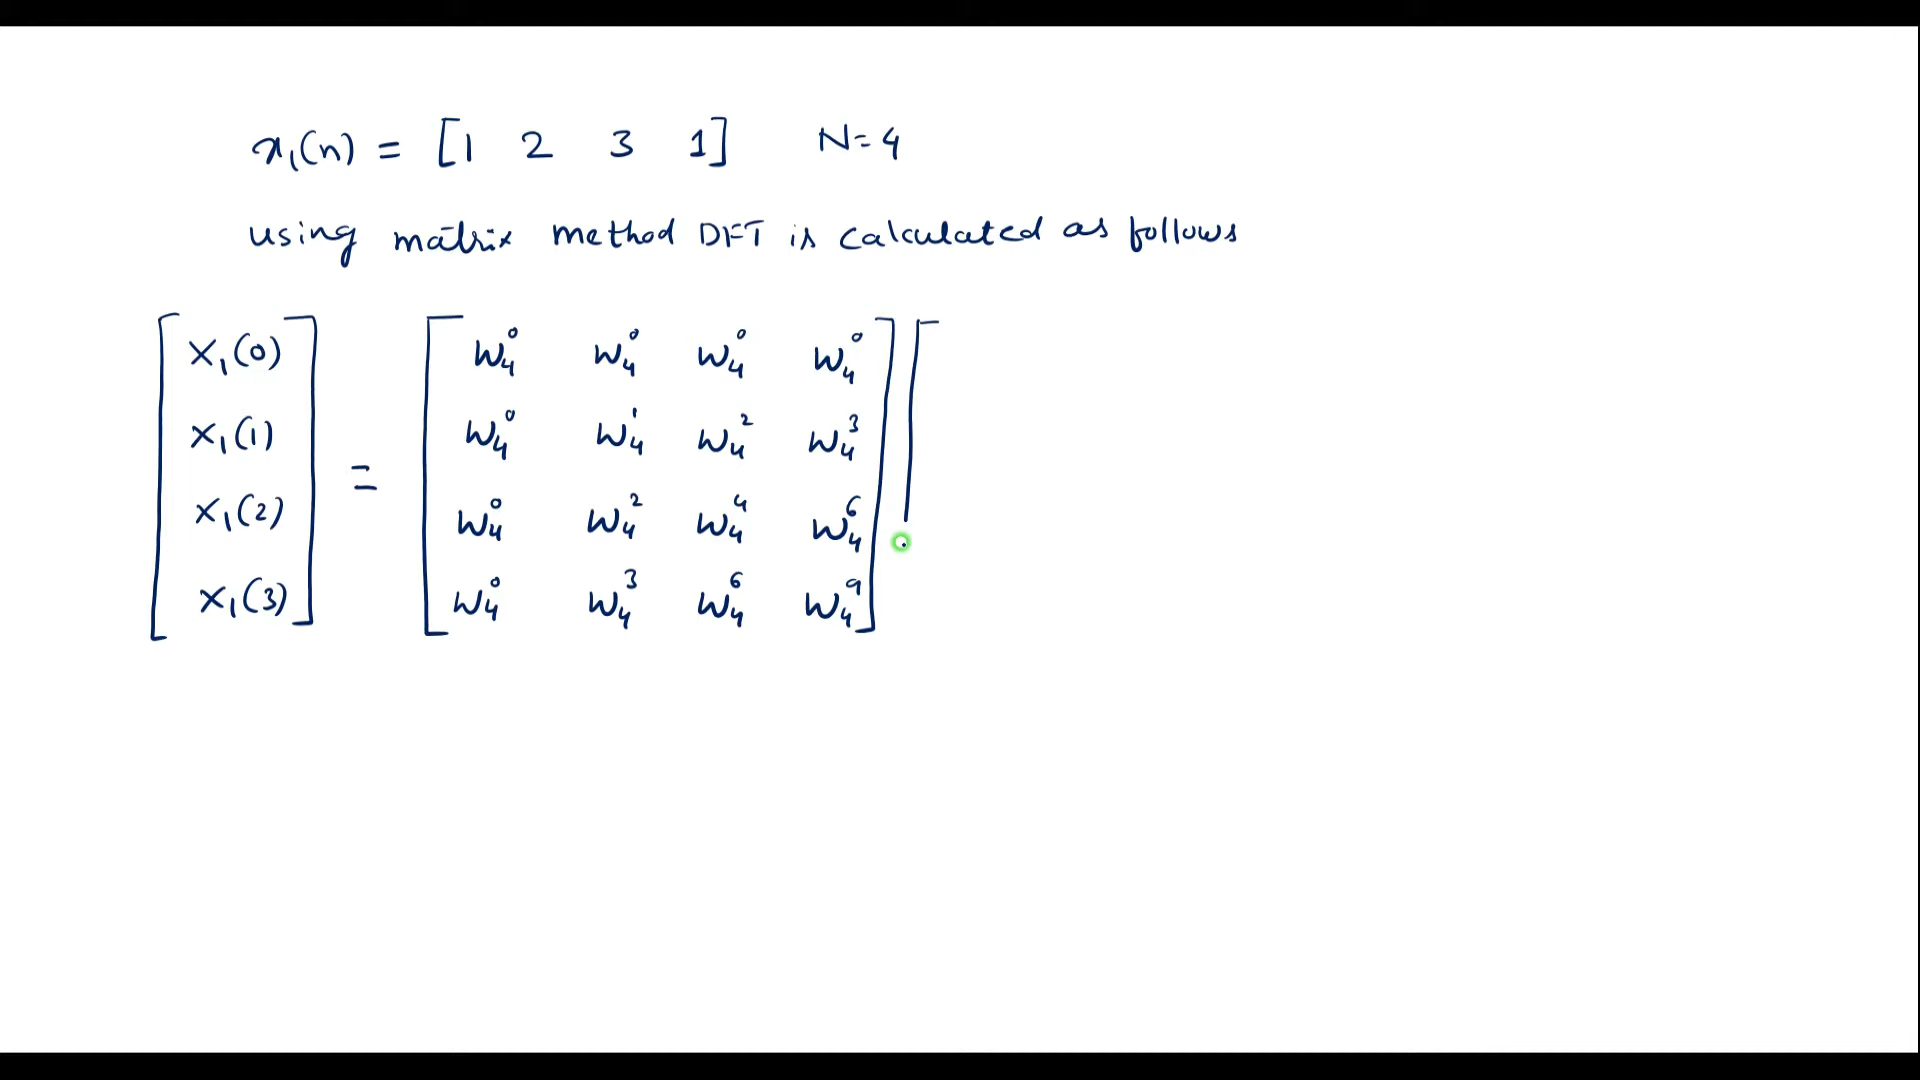 x₁(n) = [1 2 3 1] N=4
using matrix method DFT is calculated as follows
[X₁(0) X₁(1) X₁(2) X₁(3)] = [W₄⁰ W₄⁰ W₄⁰ W₄⁰
W₄⁰ W₄¹ W₄² W₄³
W₄⁰ W₄² W₄⁴ W₄⁶
W₄⁰ W₄³ W₄⁶ W₄⁹] [